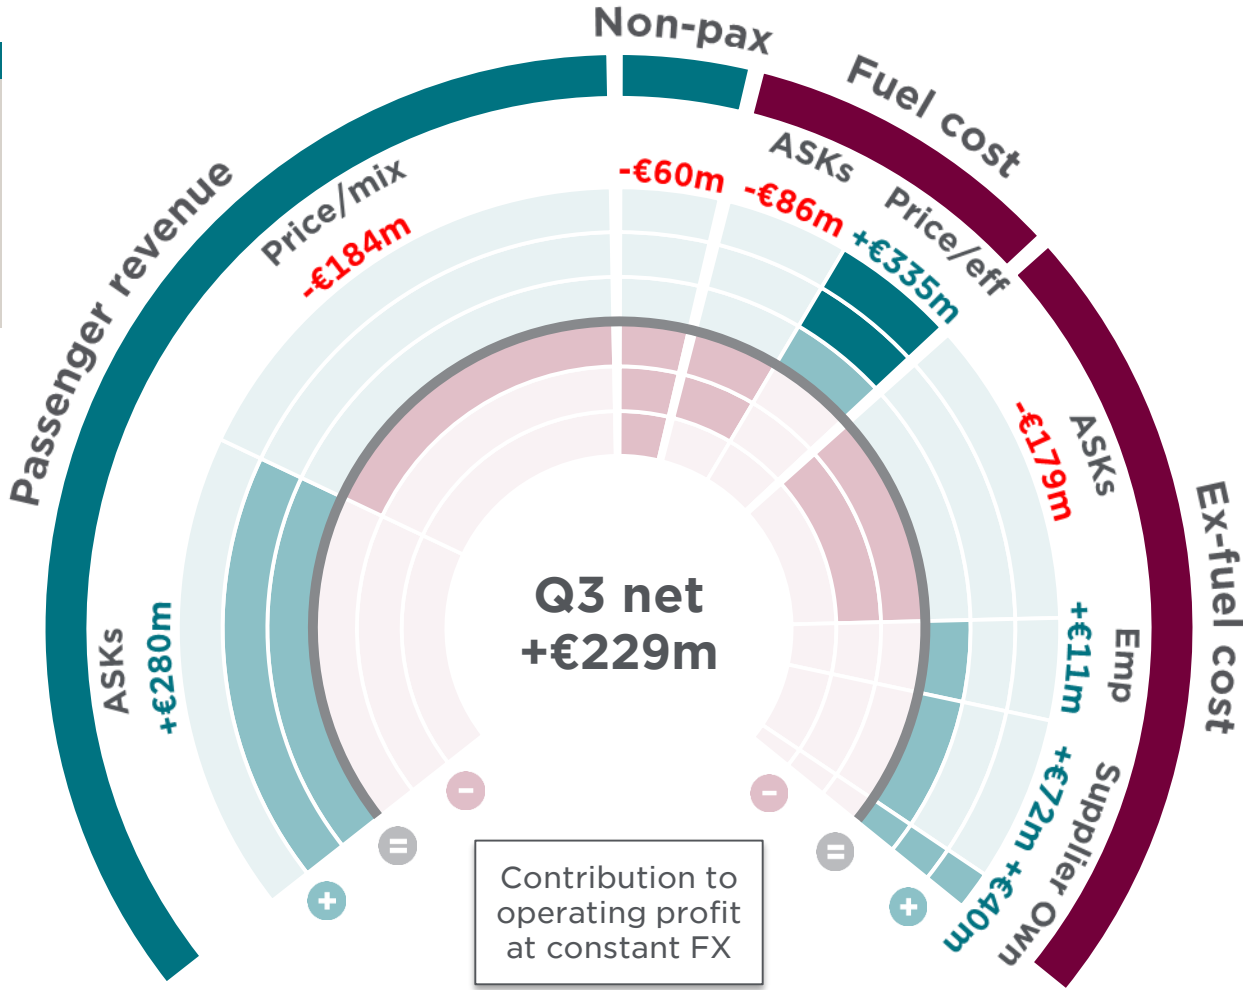 Passenger revenue
ASKs
+€280m
Price/mix
-€184m
Non-pax
-€60m
Fuel cost
ASKs
-€86m
Price/eff
+€335m
Ex-fuel cost
ASKs
-€179m
Emp
+€11m
Supplier
+€72m
Own
+€40m
Q3 net
+€229m
Contribution to
operating profit
at constant FX
-
=
+
-
=
+